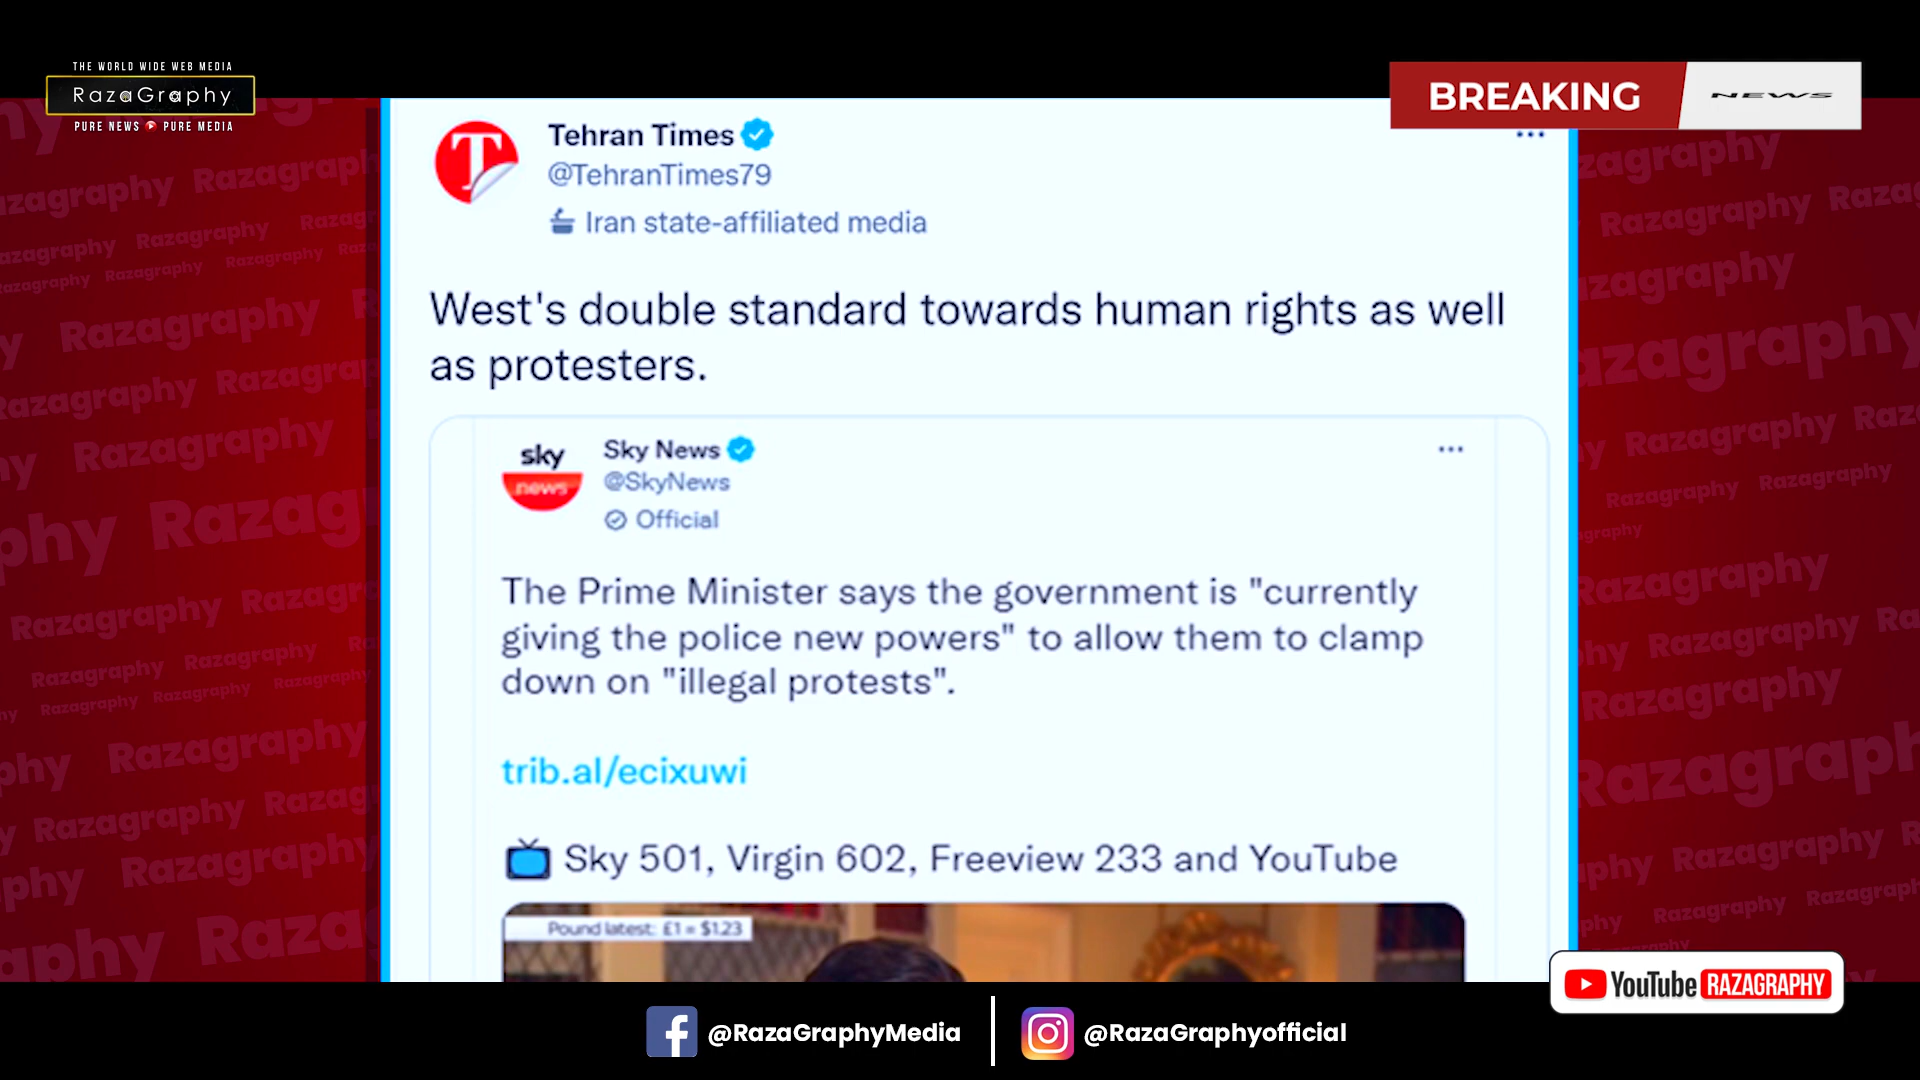 THE WORLD WIDE WEB MEDIA
RazaGraphy
PURE NEWS PURE MEDIA
BREAKING NEWS
Tehran Times
@TehranTimes79
Iran state-affiliated media
West's double standard towards human rights as well
as protesters.
sky
news
Sky News
@SkyNews
Official
The Prime Minister says the government is "currently
giving the police new powers" to allow them to clamp
down on "illegal protests".
trib.al/ecixuwi
Sky 501, Virgin 602, Freeview 233 and YouTube
Pound latest: £1 = $1.23
YouTube RAZAGRAPHY
@RazaGraphyMedia
@RazaGraphyofficial